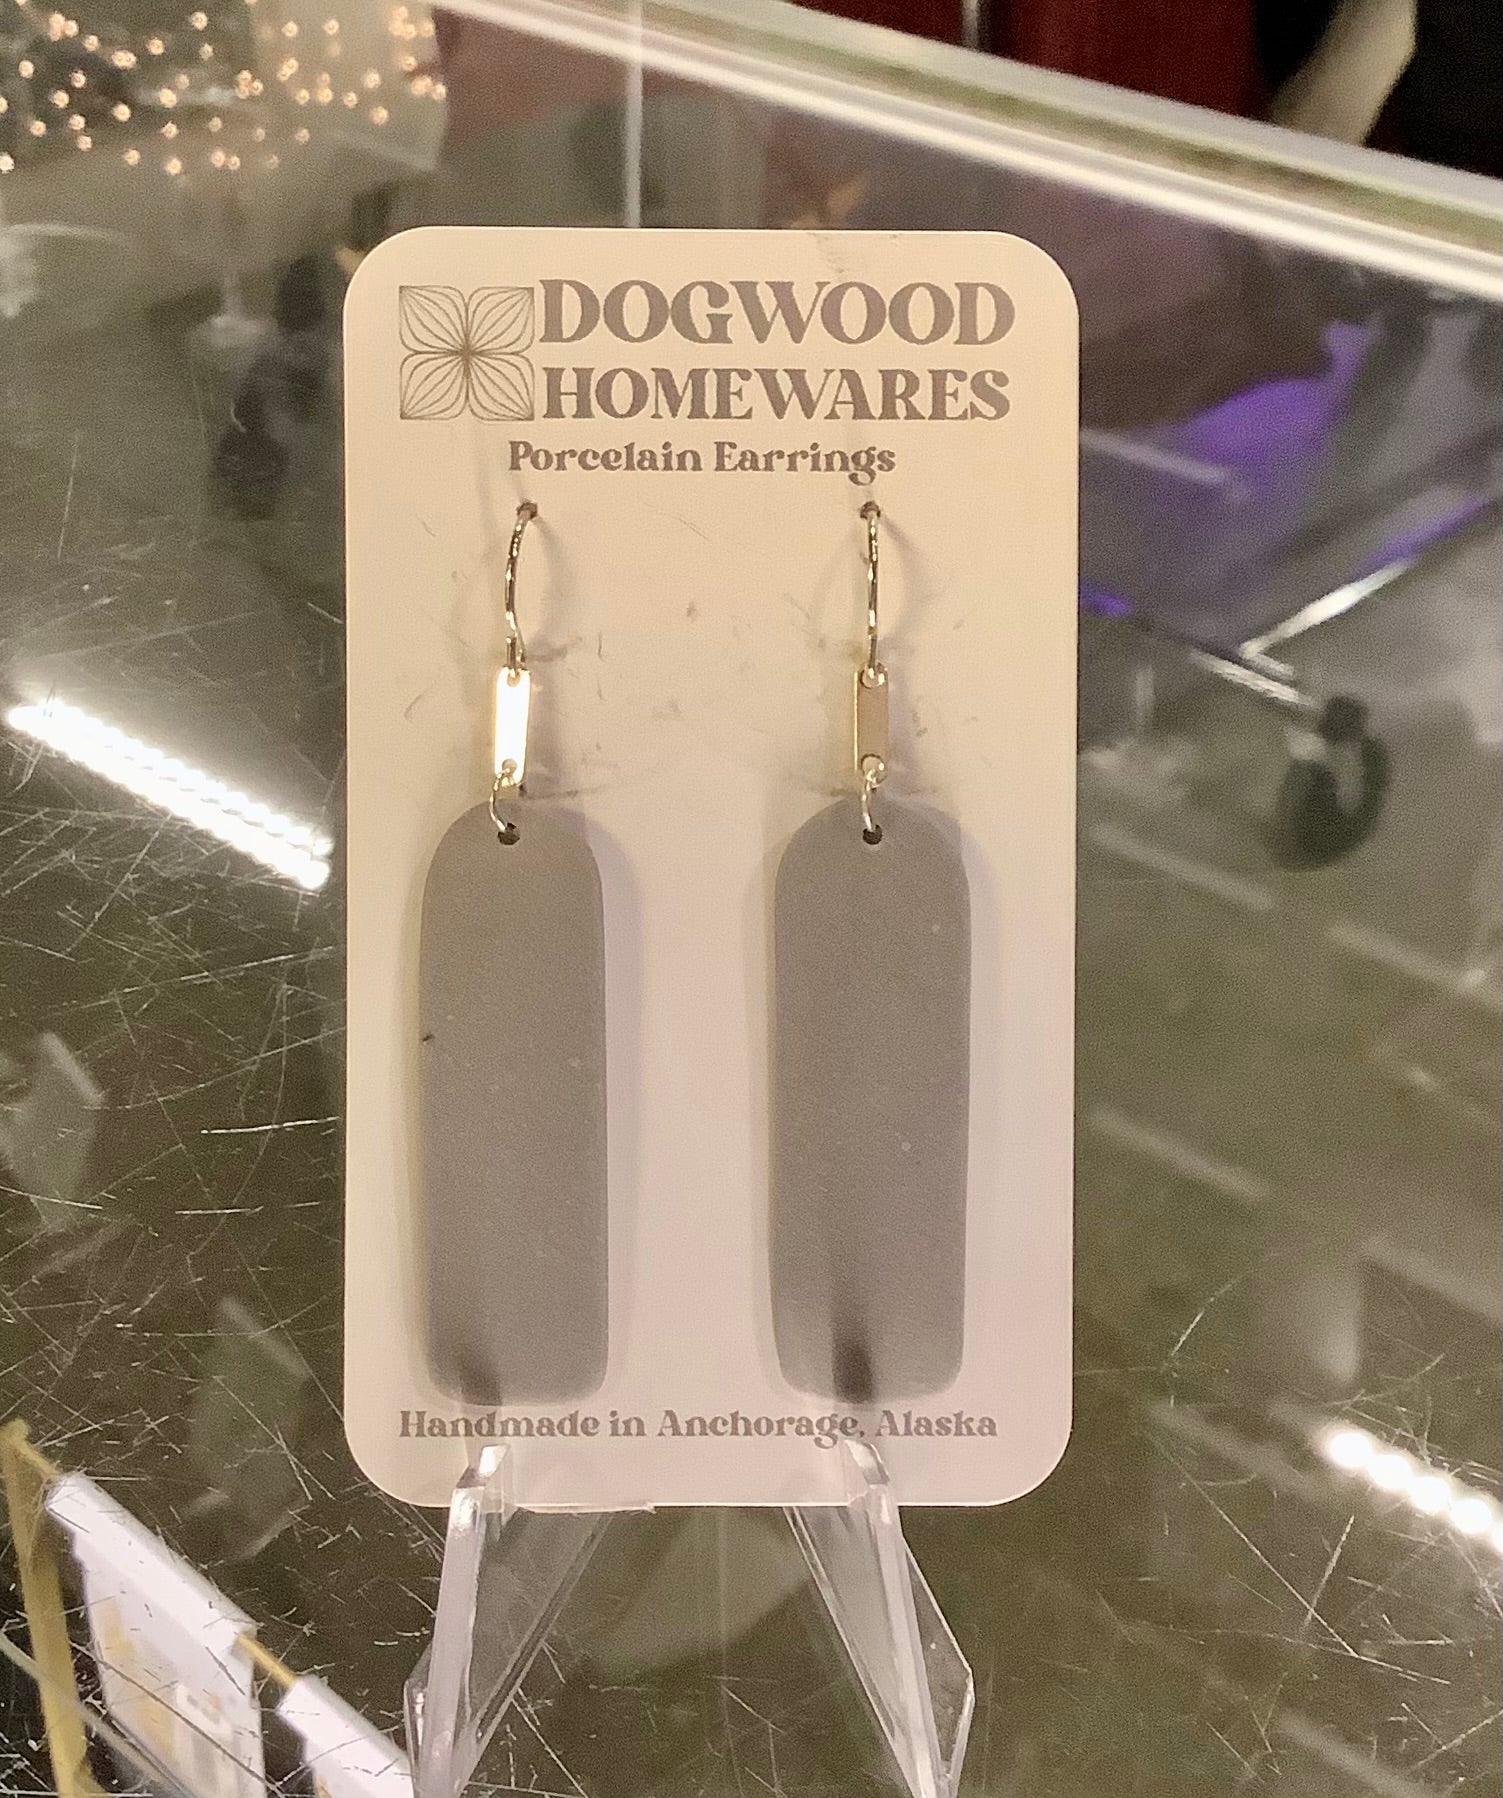 DOGWOOD
HOMEWARES
Porcelain Earrings
Handmade in Anchorage, Alaska